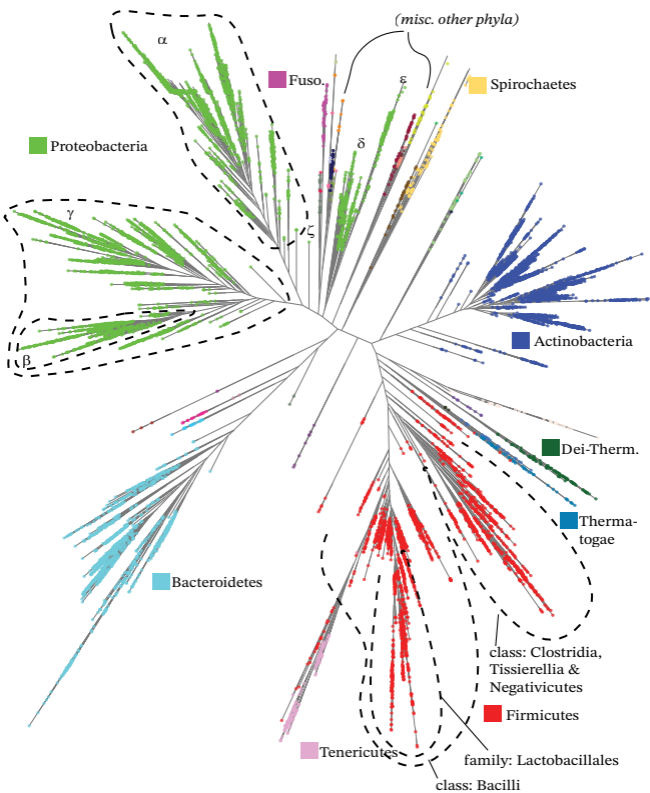 (misc. other phyla)
α
Fuso.
ε
Spirochaetes
Proteobacteria
δ
γ
ζ
Actinobacteria
β
Dei-Therm.
Therma-
togae
Bacteroidetes
class: Clostridia,
Tissierellia &
Negativicutes
Firmicutes
Tenericutes
family: Lactobacillales
class: Bacilli